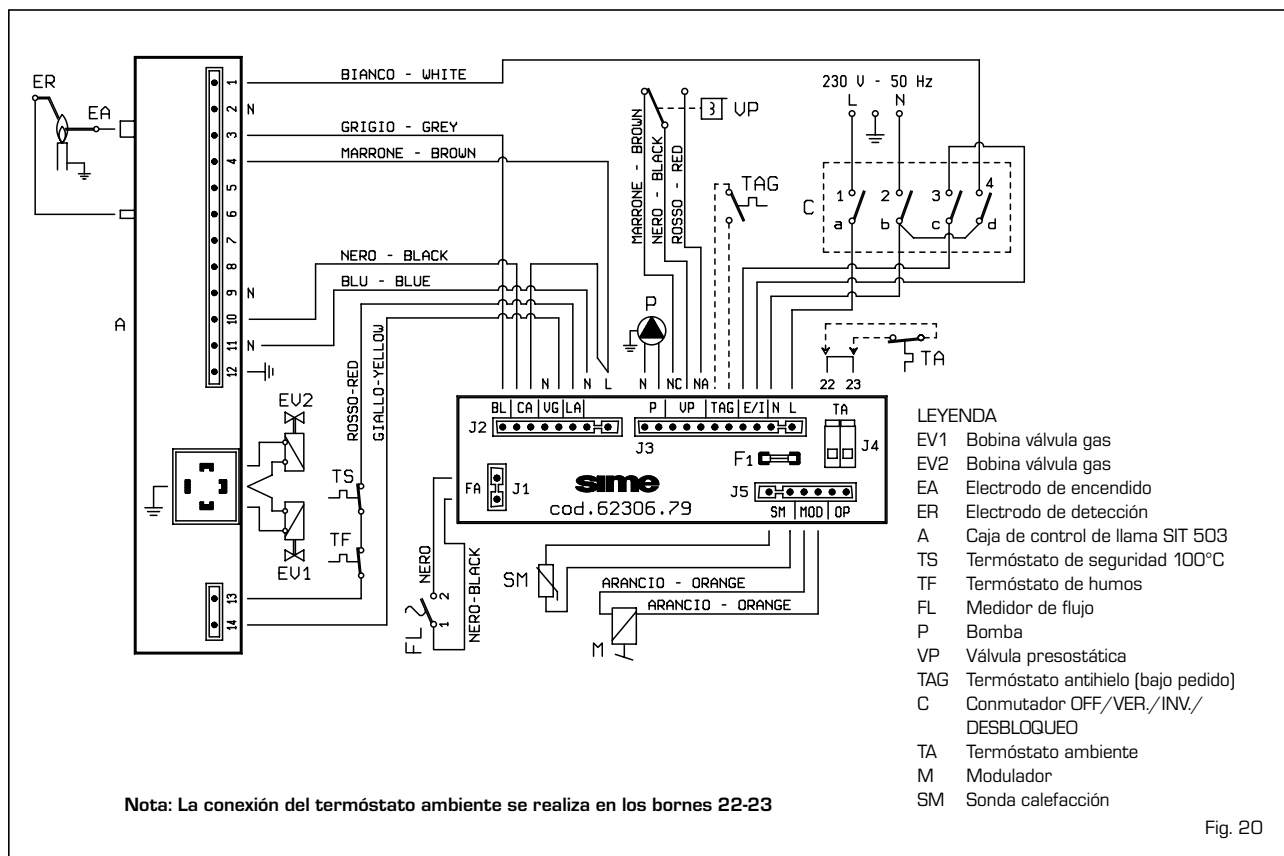 ER
EA
A
1
2 N
3
4
5
6
7
8
9 N
10
11 N
12
13
14
BIANCO - WHITE
GRIGIO - GREY
MARRONE - BROWN
NERO - BLACK
BLU - BLUE
ROSSO-RED
GIALLO-YELLOW
EV2
EV1
TS
TF
MARRONE - BROWN
NERO - BLACK
ROSSO - RED
VP
TAG
P
230 V - 50 Hz
L N
C
1 2 3 4
a b c d
TA
22 23
N N L
N NC NA
BL CA VG LA
J2
P VP TAG E/I N L
J3
TA
J4
F1
FA
J1
sime
cod.62306.79
J5
SM MOD OP
NERO
NERO-BLACK
FL
2
1
SM
ARANCIO - ORANGE
ARANCIO - ORANGE
M
LEYENDA
EV1 Bobina válvula gas
EV2 Bobina válvula gas
EA Electrodo de encendido
ER Electrodo de detección
A Caja de control de llama SIT 503
TS Termóstato de seguridad 100°C
TF Termóstato de humos
FL Medidor de flujo
P Bomba
VP Válvula presostática
TAG Termóstato antihielo (bajo pedido)
C Conmutador OFF/VER./INV./
DESBLOQUEO
TA Termóstato ambiente
M Modulador
SM Sonda calefacción
Nota: La conexión del termóstato ambiente se realiza en los bornes 22-23
Fig. 20